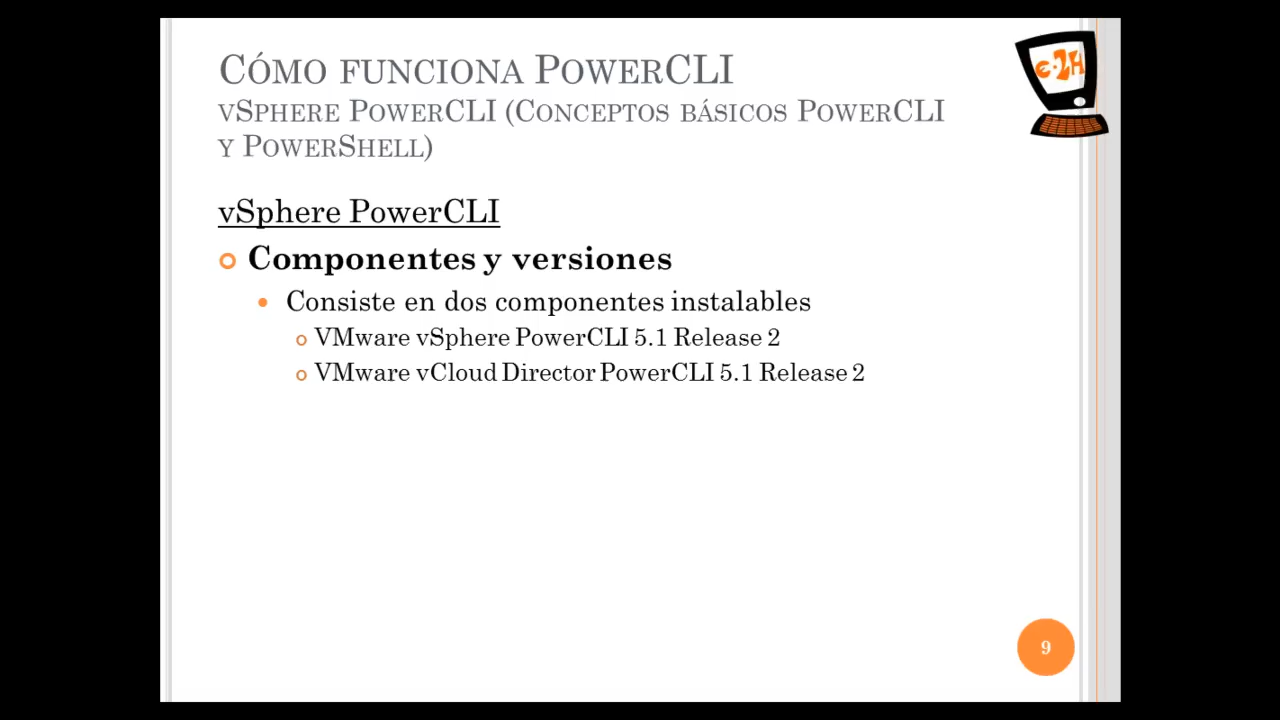 CÓMO FUNCIONA POWERCLI
VSPHERE POWERCLI (CONCEPTOS BÁSICOS POWERCLI
Y POWERSHELL)
e-2H
vSphere PowerCLI
Componentes y versiones
Consiste en dos componentes instalables
VMware vSphere PowerCLI 5.1 Release 2
VMware vCloud Director PowerCLI 5.1 Release 2
9